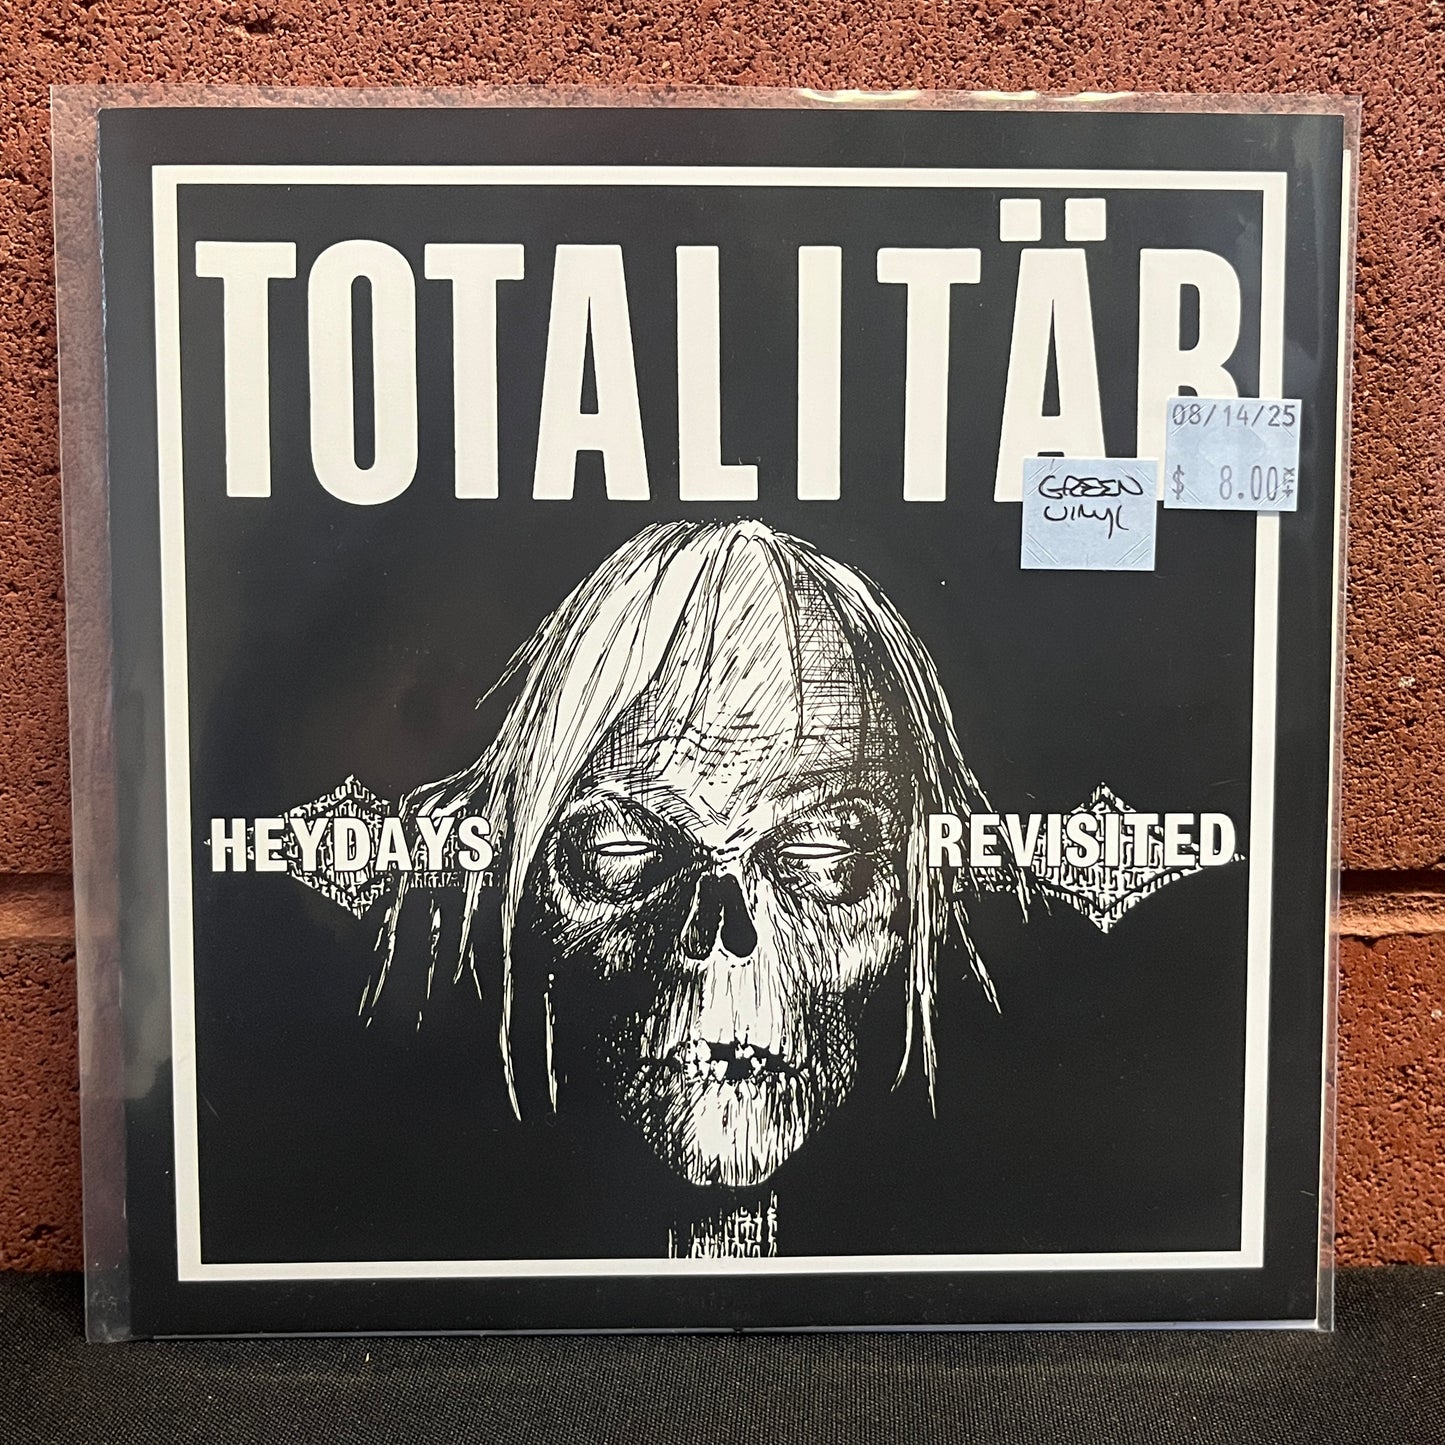 TOTALITÄR
08/14/25
$ 8.00
GREEN
VINYL
HEYDAYS REVISITED